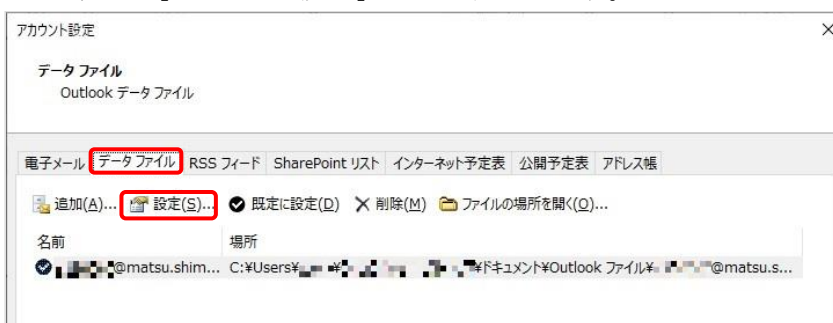 アカウント設定
データ ファイル
Outlook データ ファイル
電子メール データ ファイル RSS フィード SharePoint リスト インターネット予定表 公開予定表 アドレス帳
追加(A)... 設定(S)... 既定に設定(D) 削除(M) ファイルの場所を開く(O)...
名前 場所
@matsu.shim... C:¥Users¥ ¥ドキュメント¥Outlook ファイル¥ @matsu.s...